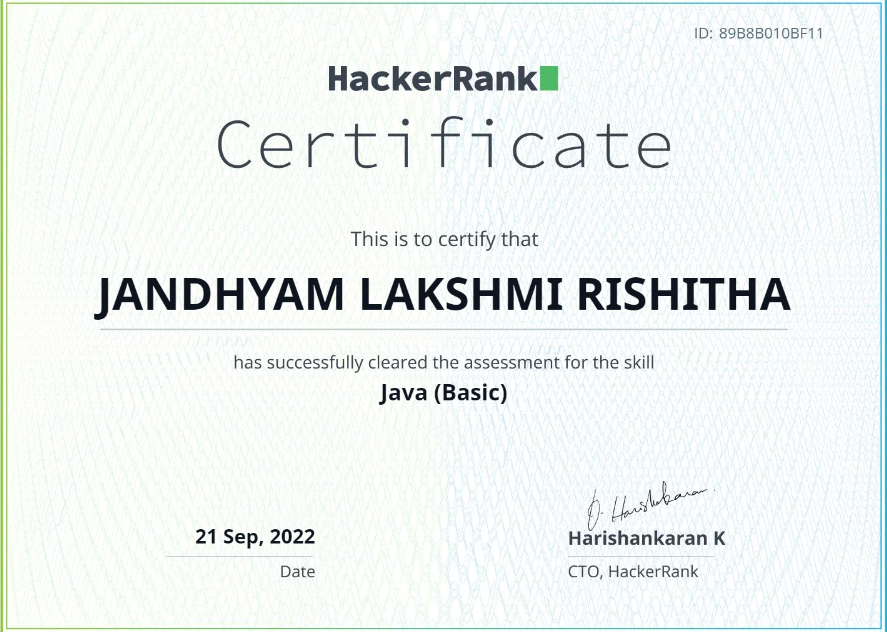 ID: 89B8B010BF11
HackerRank
Certificate
This is to certify that
JANDHYAM LAKSHMI RISHITHA
has successfully cleared the assessment for the skill
Java (Basic)
21 Sep, 2022
Date
Harishankaran K
CTO, HackerRank